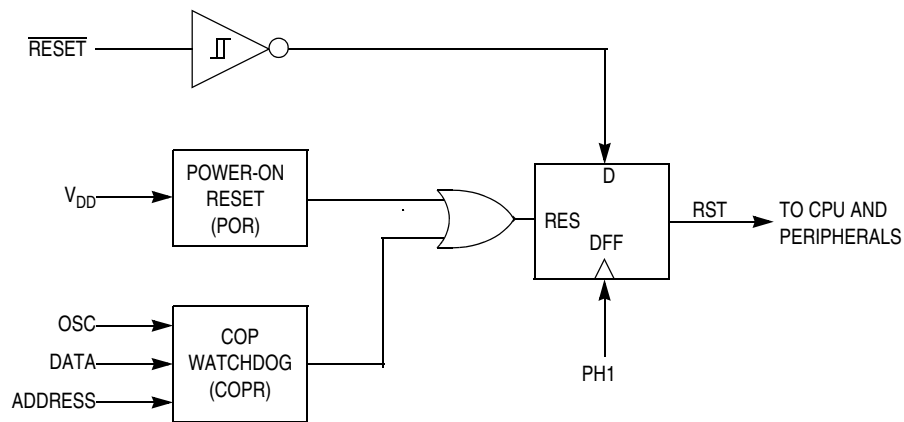 RESET
POWER-ON
RESET
(POR)
VDD
D
RES
DFF
RST
TO CPU AND
PERIPHERALS
OSC
DATA
ADDRESS
COP
WATCHDOG
(COPR)
PH1